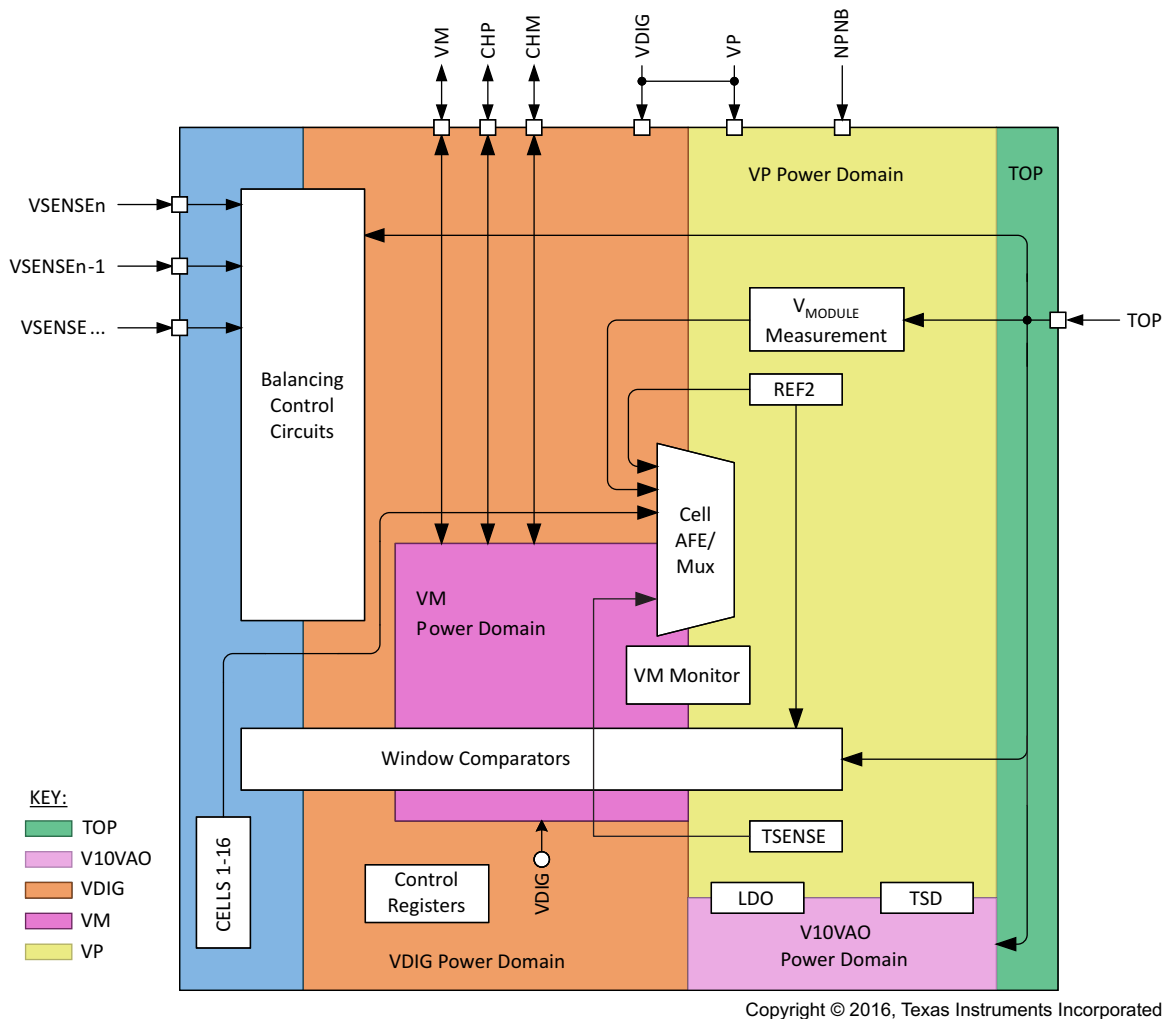 VM
CHP
CHM
VDIG
VP
NPNB
VP Power Domain
TOP
VSENSEn
VSENSEn-1
VSENSE...
Balancing
Control
Circuits
VMODULE
Measurement
TOP
REF2
Cell
AFE/
Mux
VM
Power Domain
VM Monitor
Window Comparators
KEY:
TOP
V10VAO
VDIG
VM
VP
CELLS 1-16
Control
Registers
VDIG
TSENSE
LDO
TSD
V10VAO
Power Domain
VDIG Power Domain
Copyright © 2016, Texas Instruments Incorporated